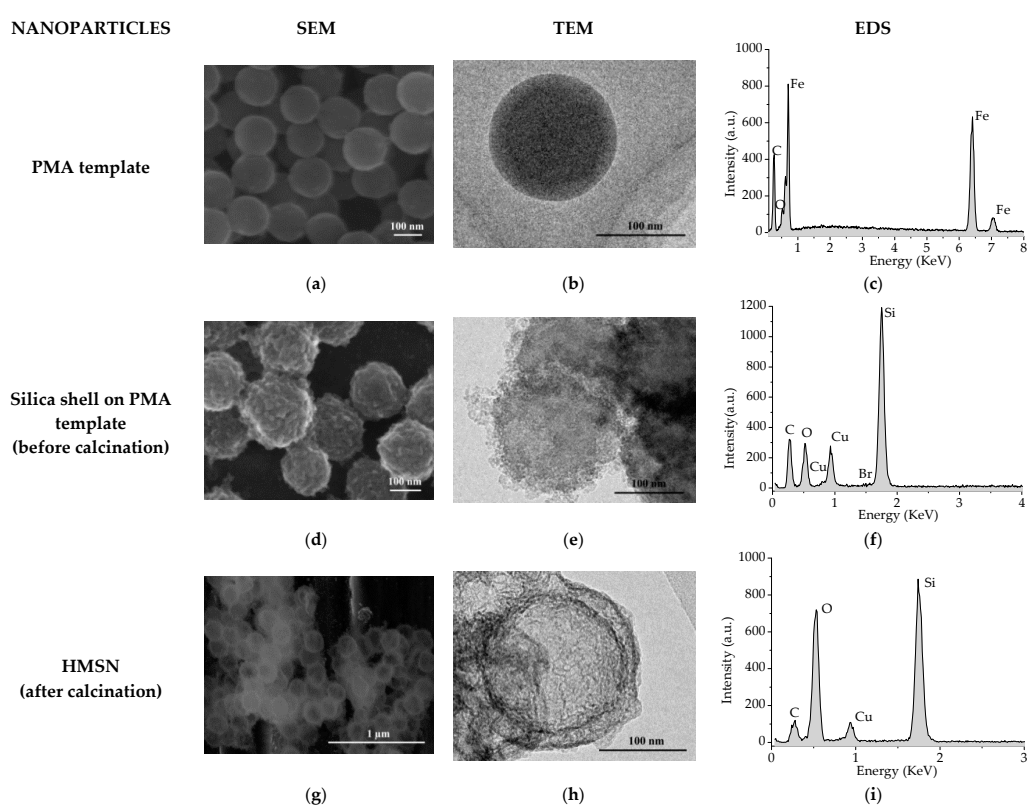 NANOPARTICLES SEM TEM EDS
PMA template
100 nm
100 nm
1000
800
600
400
200
0
Intensity (a.u.)
C
O
Fe
Fe
Fe
1 2 3 4 5 6 7 8
Energy (KeV)
(a) (b) (c)
Silica shell on PMA
template
(before calcination)
100 nm
100 nm
1200
1000
800
600
400
200
0
Intensity(a.u.)
C
O
Cu
Cu
Br
Si
0 1 2 3 4
Energy (KeV)
(d) (e) (f)
HMSN
(after calcination)
1 µm
100 nm
1000
800
600
400
200
0
Intensity (a.u.)
C
O
Cu
Si
0 1 2 3
Energy (KeV)
(g) (h) (i)